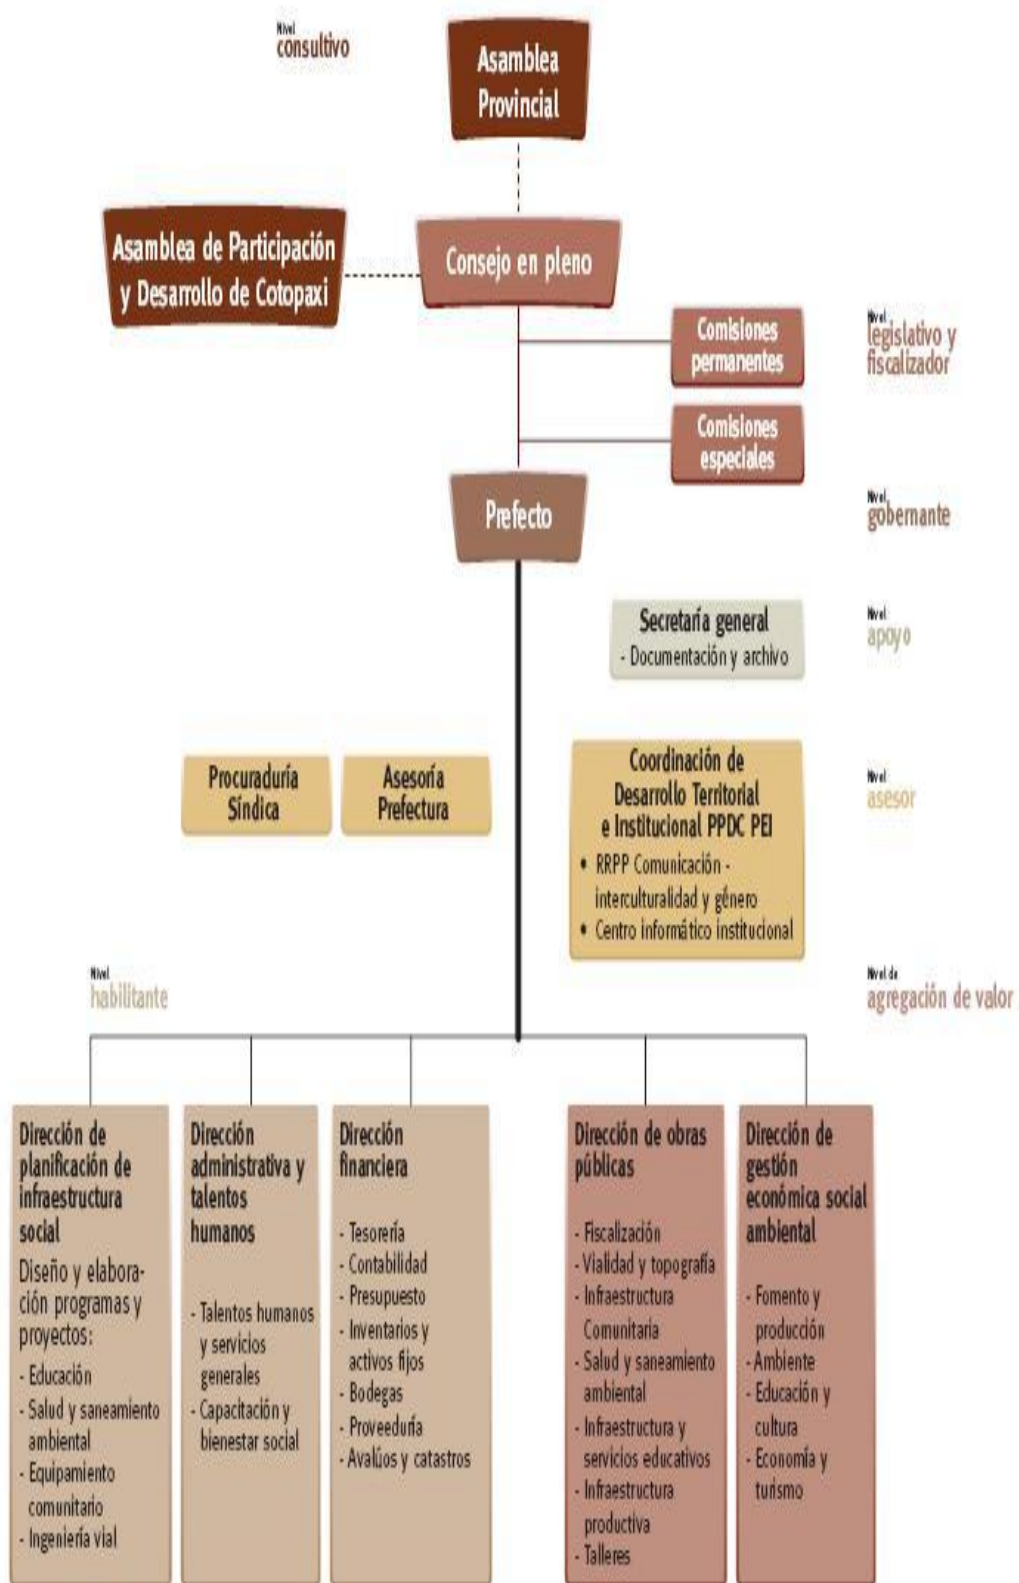 Nivel
consultivo
Asamblea
Provincial
Asamblea de Participación
y Desarrollo de Cotopaxi
Consejo en pleno
Comisiones
permanentes
Nivel
legislativo y
fiscalizador
Comisiones
especiales
Prefecto
Nivel
gobernante
Secretaría general
- Documentación y archivo
Nivel
apoyo
Procuraduría
Síndica
Asesoría
Prefectura
Coordinación de
Desarrollo Territorial
e Institucional PPDC PEI
• RRPP Comunicación -
interculturalidad y género
• Centro informático institucional
Nivel
asesor
Nivel
habilitante
Nivel de
agregación de valor
Dirección de
planificación de
infraestructura
social
Diseño y elabora-
ción programas y
proyectos:
- Educación
- Salud y saneamiento
ambiental
- Equipamiento
comunitario
- Ingeniería vial
Dirección
administrativa y
talentos
humanos
- Talentos humanos
y servicios
generales
- Capacitación y
bienestar social
Dirección
financiera
- Tesorería
- Contabilidad
- Presupuesto
- Inventarios y
activos fijos
- Bodegas
- Proveeduría
- Avalúos y catastros
Dirección de obras
públicas
- Fiscalización
- Vialidad y topografía
- Infraestructura
Comunitaria
- Salud y saneamiento
ambiental
- Infraestructura y
servicios educativos
- Infraestructura
productiva
- Talleres
Dirección de
gestión
económica social
ambiental
- Fomento y
producción
- Ambiente
- Educación y
cultura
- Economía y
turismo